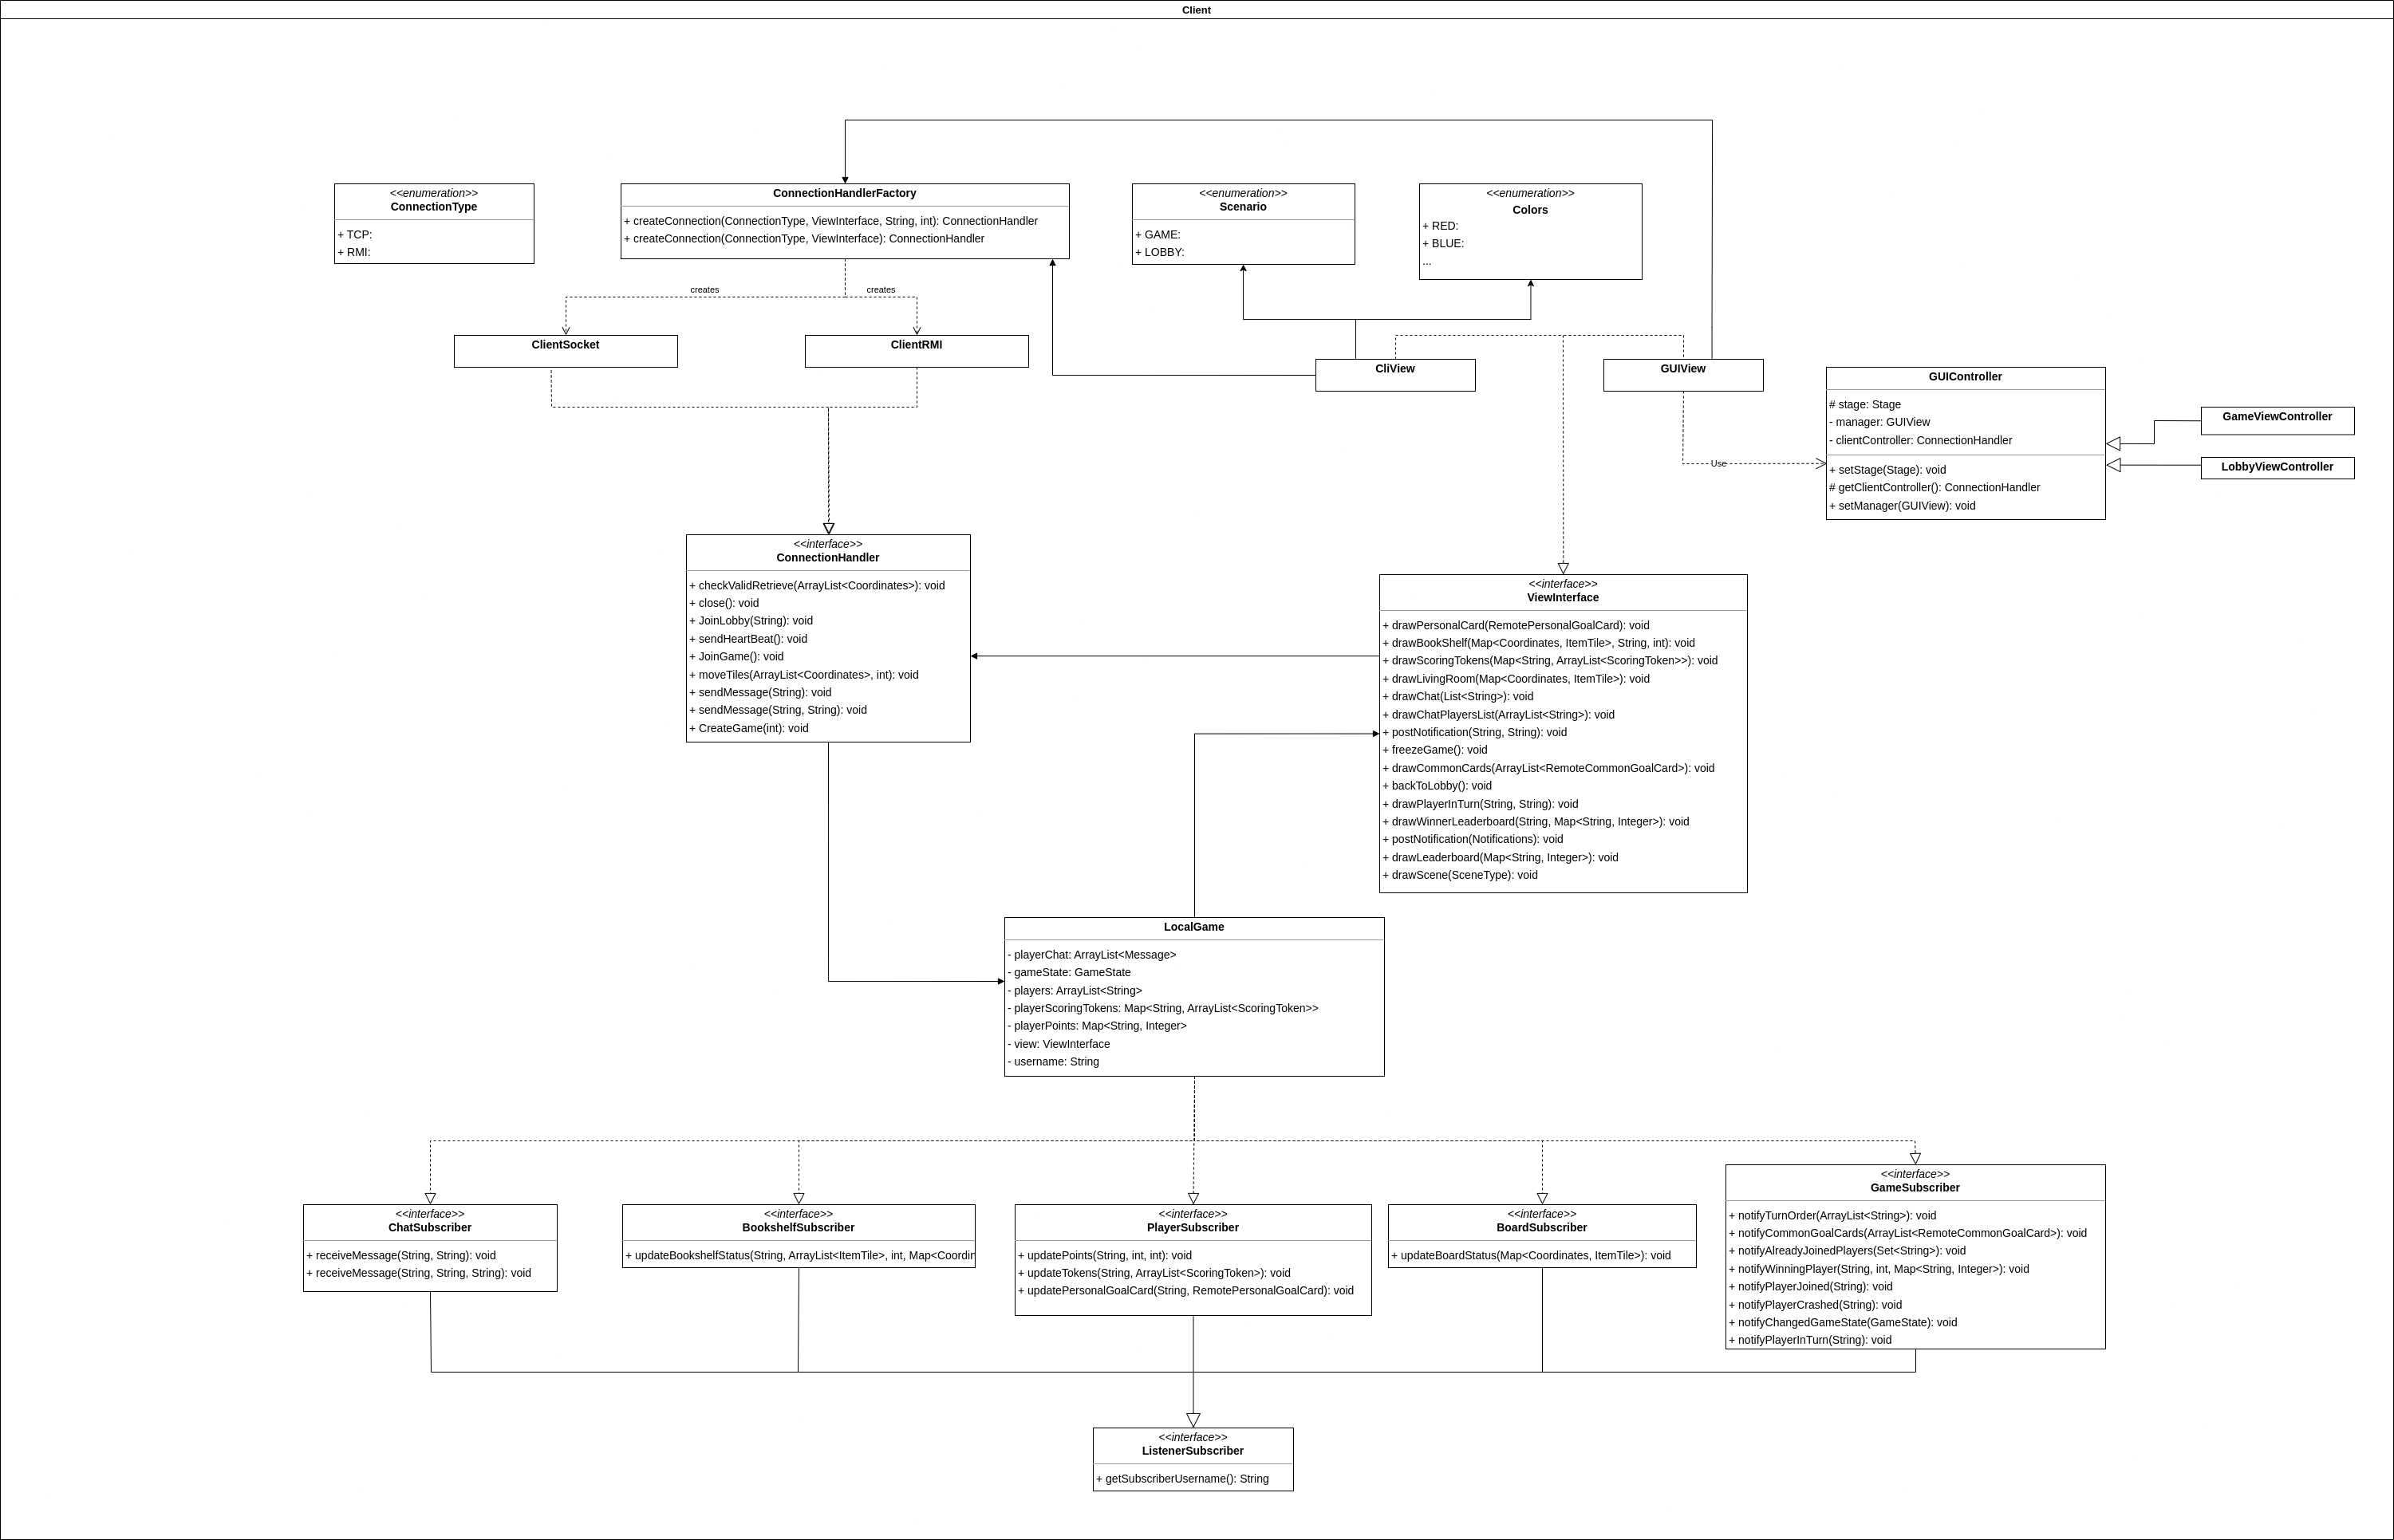 Client
<<enumeration>>
ConnectionType
+ TCP:
+ RMI:
ConnectionHandlerFactory
+ createConnection(ConnectionType, ViewInterface, String, int): ConnectionHandler
+ createConnection(ConnectionType, ViewInterface): ConnectionHandler
<<enumeration>>
Scenario
+ GAME:
+ LOBBY:
<<enumeration>>
Colors
+ RED:
+ BLUE:
...
creates
creates
ClientSocket
ClientRMI
CliView
GUIView
GUIController
# stage: Stage
- manager: GUIView
- clientController: ConnectionHandler
+ setStage(Stage): void
# getClientController(): ConnectionHandler
+ setManager(GUIView): void
Use
GameViewController
LobbyViewController
<<interface>>
ConnectionHandler
+ checkValidRetrieve(ArrayList<Coordinates>): void
+ close(): void
+ JoinLobby(String): void
+ sendHeartBeat(): void
+ JoinGame(): void
+ moveTiles(ArrayList<Coordinates>, int): void
+ sendMessage(String): void
+ sendMessage(String, String): void
+ CreateGame(int): void
<<interface>>
ViewInterface
+ drawPersonalCard(RemotePersonalGoalCard): void
+ drawBookShelf(Map<Coordinates, ItemTile>, String, int): void
+ drawScoringTokens(Map<String, ArrayList<ScoringToken>>): void
+ drawLivingRoom(Map<Coordinates, ItemTile>): void
+ drawChat(List<String>): void
+ drawChatPlayersList(ArrayList<String>): void
+ postNotification(String, String): void
+ freezeGame(): void
+ drawCommonCards(ArrayList<RemoteCommonGoalCard>): void
+ backToLobby(): void
+ drawPlayerInTurn(String, String): void
+ drawWinnerLeaderboard(String, Map<String, Integer>): void
+ postNotification(Notifications): void
+ drawLeaderboard(Map<String, Integer>): void
+ drawScene(SceneType): void
LocalGame
- playerChat: ArrayList<Message>
- gameState: GameState
- players: ArrayList<String>
- playerScoringTokens: Map<String, ArrayList<ScoringToken>>
- playerPoints: Map<String, Integer>
- view: ViewInterface
- username: String
<<interface>>
ChatSubscriber
+ receiveMessage(String, String): void
+ receiveMessage(String, String, String): void
<<interface>>
BookshelfSubscriber
+ updateBookshelfStatus(String, ArrayList<ItemTile>, int, Map<Coordin
<<interface>>
PlayerSubscriber
+ updatePoints(String, int, int): void
+ updateTokens(String, ArrayList<ScoringToken>): void
+ updatePersonalGoalCard(String, RemotePersonalGoalCard): void
<<interface>>
BoardSubscriber
+ updateBoardStatus(Map<Coordinates, ItemTile>): void
<<interface>>
GameSubscriber
+ notifyTurnOrder(ArrayList<String>): void
+ notifyCommonGoalCards(ArrayList<RemoteCommonGoalCard>): void
+ notifyAlreadyJoinedPlayers(Set<String>): void
+ notifyWinningPlayer(String, int, Map<String, Integer>): void
+ notifyPlayerJoined(String): void
+ notifyPlayerCrashed(String): void
+ notifyChangedGameState(GameState): void
+ notifyPlayerInTurn(String): void
<<interface>>
ListenerSubscriber
+ getSubscriberUsername(): String